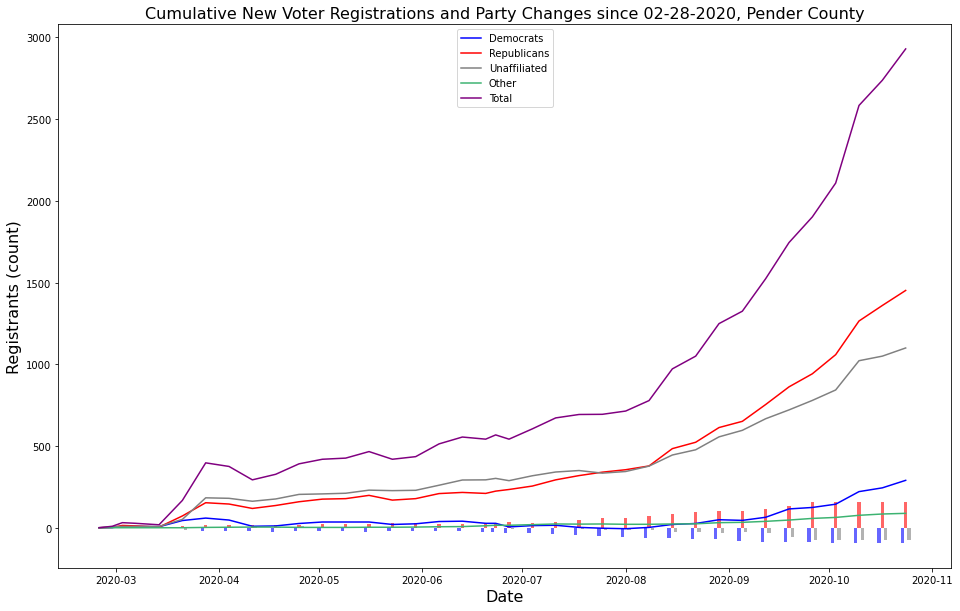 Cumulative New Voter Registrations and Party Changes since 02-28-2020, Pender County
Democrats
Republicans
Unaffiliated
Other
Total
Registrants (count)
3000
2500
2000
1500
1000
500
0
2020-03 2020-04 2020-05 2020-06 2020-07 2020-08 2020-09 2020-10 2020-11
Date